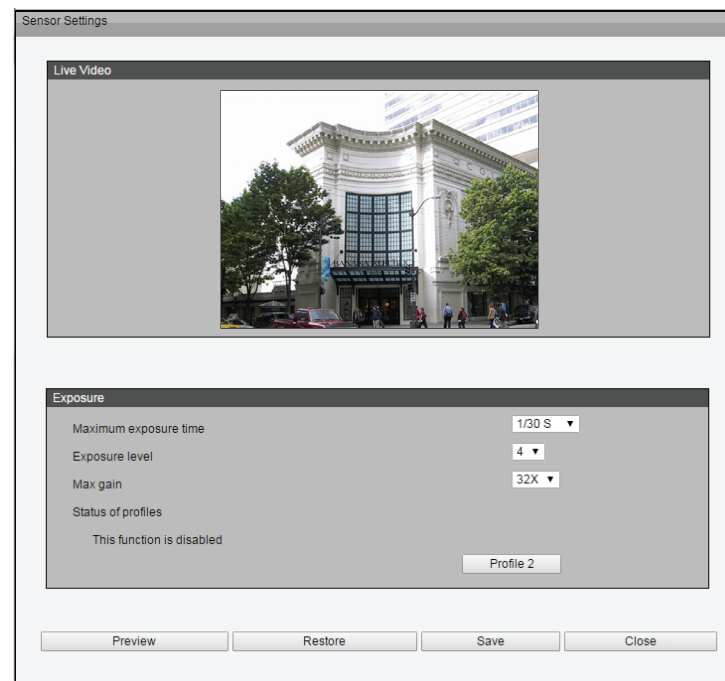 Sensor Settings
Live Video
Exposure
Maximum exposure time 1/30 S
Exposure level 4
Max gain 32X
Status of profiles
This function is disabled
Profile 2
Preview Restore Save Close